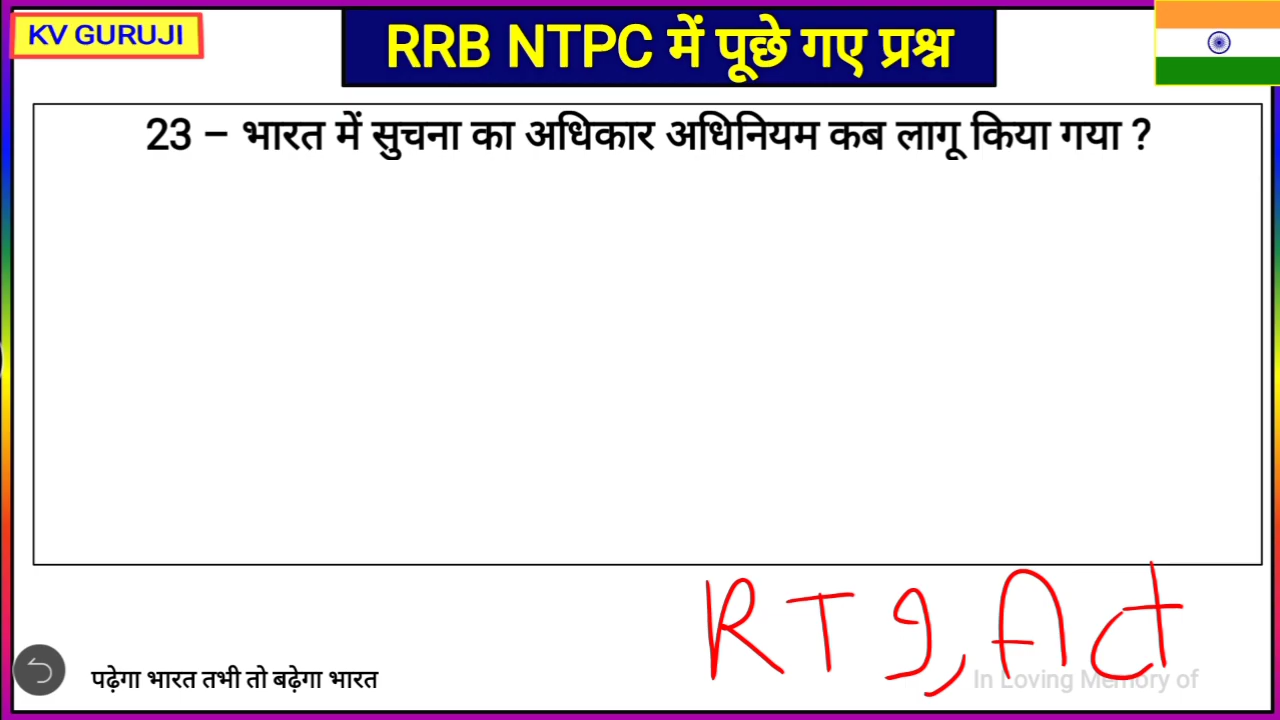 KV GURUJI
RRB NTPC में पूछे गए प्रश्न
23 – भारत में सुचना का अधिकार अधिनियम कब लागू किया गया ?
RTI, Act
पढ़ेगा भारत तभी तो बढ़ेगा भारत
In Loving Memory of